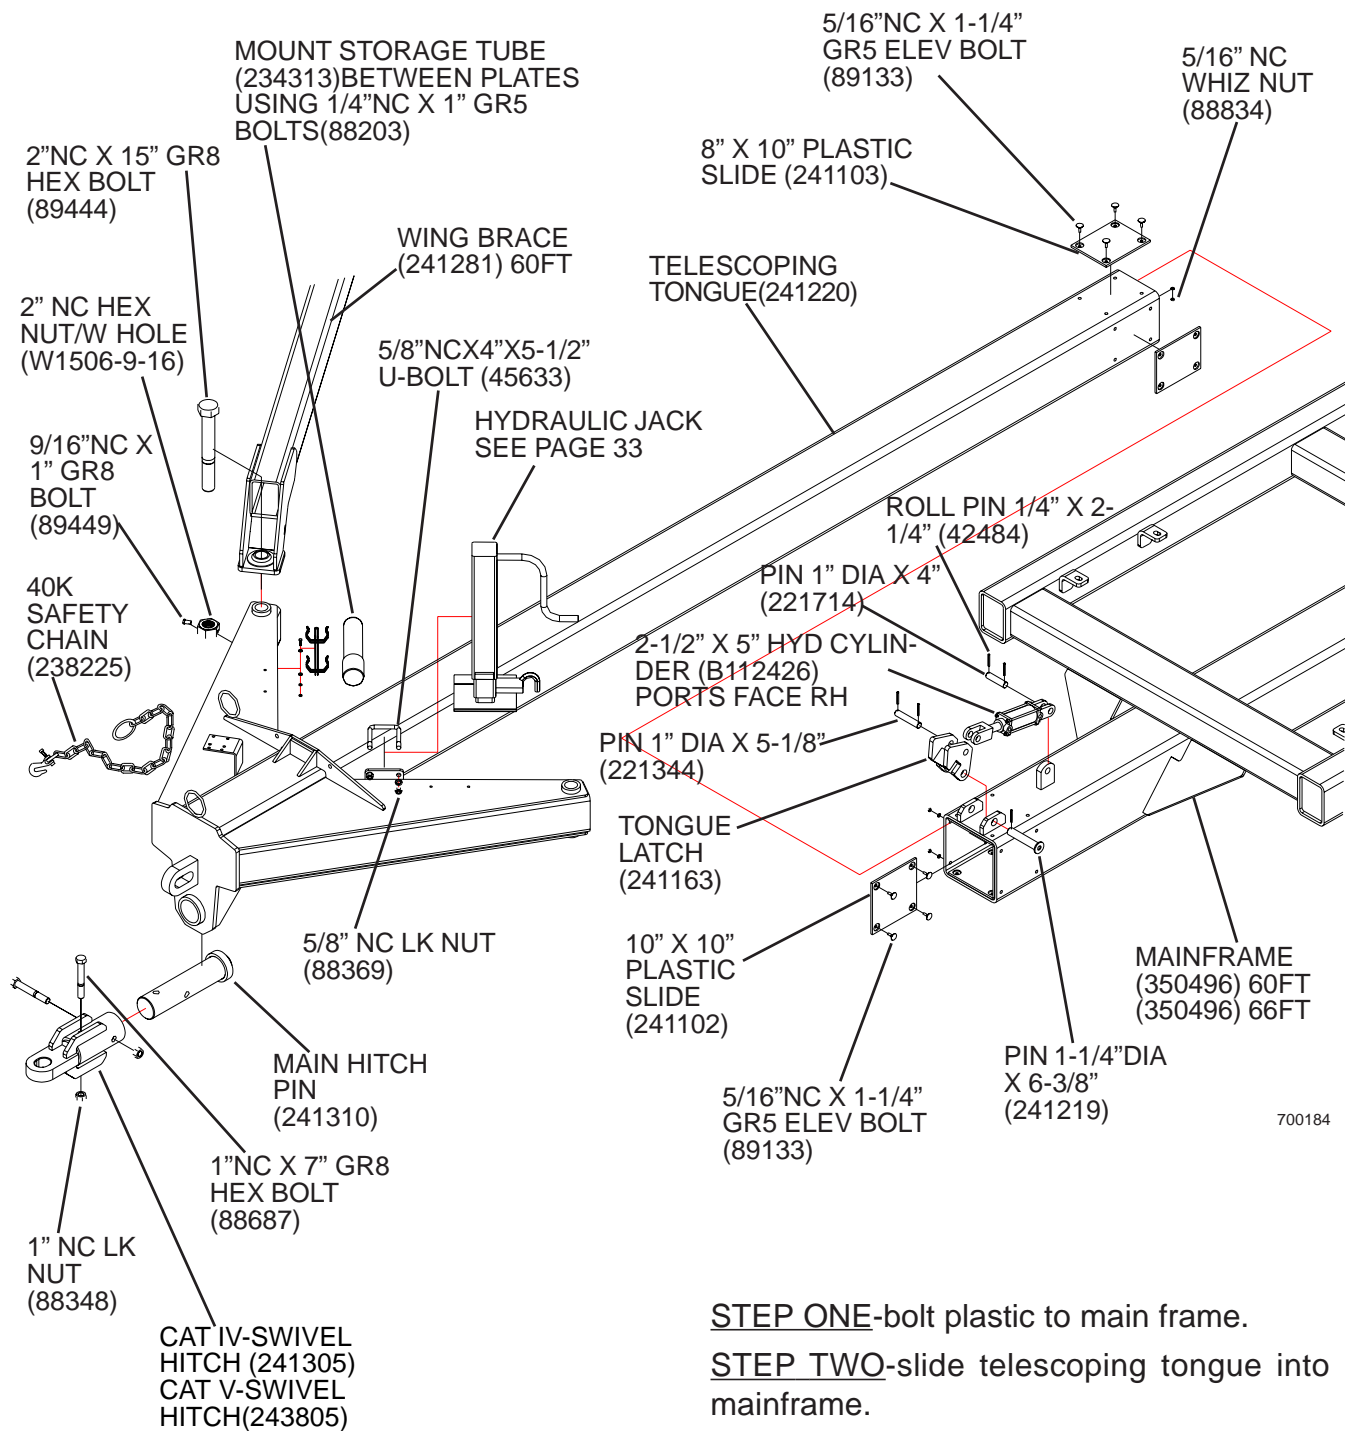 5/16”NC X 1-1/4”
GR5 ELEV BOLT
(89133)
MOUNT STORAGE TUBE
(234313)BETWEEN PLATES
USING 1/4”NC X 1” GR5
BOLTS(88203)
5/16” NC
WHIZ NUT
(88834)
2”NC X 15” GR8
HEX BOLT
(89444)
8” X 10” PLASTIC
SLIDE (241103)
WING BRACE
(241281) 60FT
TELESCOPING
TONGUE(241220)
2” NC HEX
NUT/W HOLE
(W1506-9-16)
5/8”NCX4”X5-1/2”
U-BOLT (45633)
HYDRAULIC JACK
SEE PAGE 33
9/16”NC X
1” GR8
BOLT
(89449)
ROLL PIN 1/4” X 2-
1/4” (42484)
PIN 1” DIA X 4”
(221714)
40K
SAFETY
CHAIN
(238225)
2-1/2” X 5” HYD CYLIN-
DER (B112426)
PORTS FACE RH
PIN 1” DIA X 5-1/8”
(221344)
TONGUE
LATCH
(241163)
5/8” NC LK NUT
(88369)
10” X 10”
PLASTIC
SLIDE
(241102)
MAINFRAME
(350496) 60FT
(350496) 66FT
MAIN HITCH
PIN
(241310)
PIN 1-1/4”DIA
X 6-3/8”
(241219)
5/16”NC X 1-1/4”
GR5 ELEV BOLT
(89133)
700184
1”NC X 7” GR8
HEX BOLT
(88687)
1” NC LK
NUT
(88348)
CAT IV-SWIVEL
HITCH (241305)
CAT V-SWIVEL
HITCH(243805)
STEP ONE-bolt plastic to main frame.
STEP TWO-slide telescoping tongue into
mainframe.